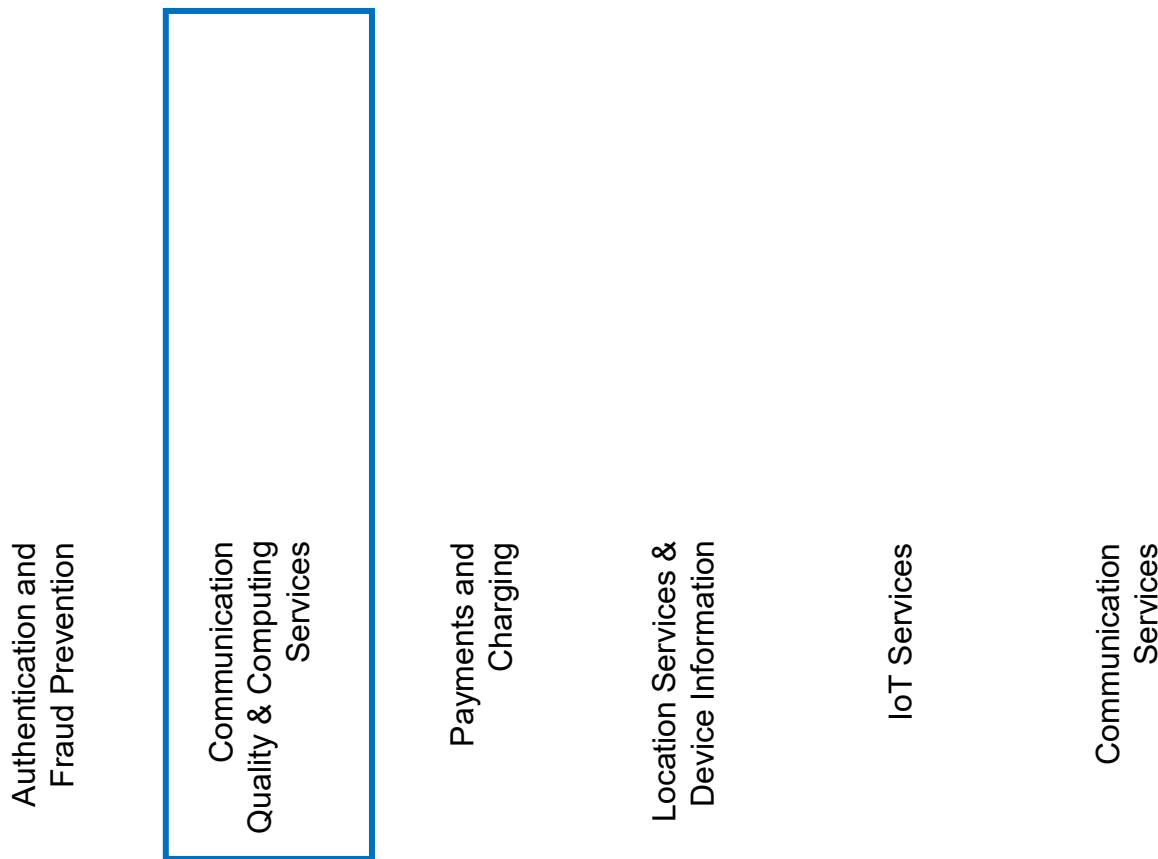 Authentication and
Fraud Prevention
Communication
Quality & Computing
Services
Payments and
Charging
Location Services &
Device Information
IoT Services
Communication
Services